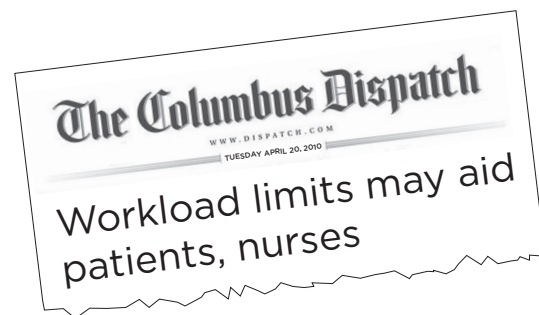 The Columbus Dispatch
WWW.DISPATCH.COM
TUESDAY APRIL 20, 2010
Workload limits may aid
patients, nurses